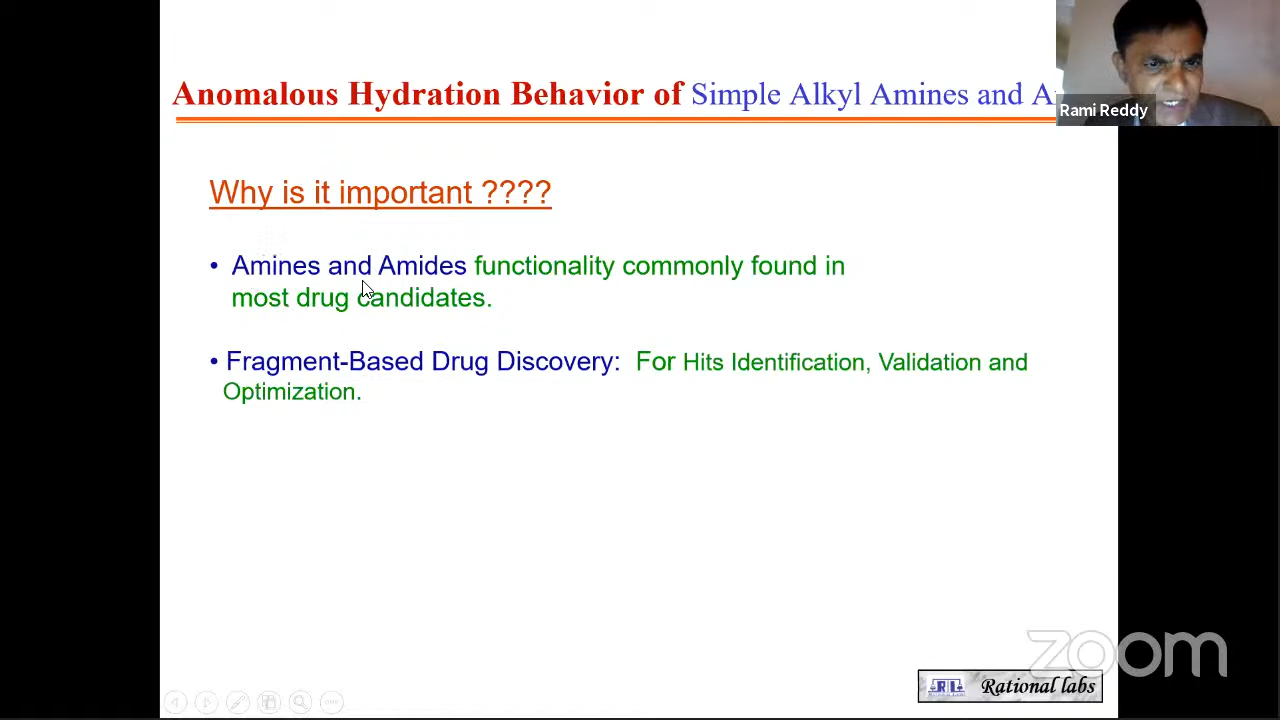 Anomalous Hydration Behavior of Simple Alkyl Amines and
Rami Reddy
Why is it important ????
• Amines and Amides functionality commonly found in
most drug candidates.
• Fragment-Based Drug Discovery: For Hits Identification, Validation and
Optimization.
zoom
RL Rational labs